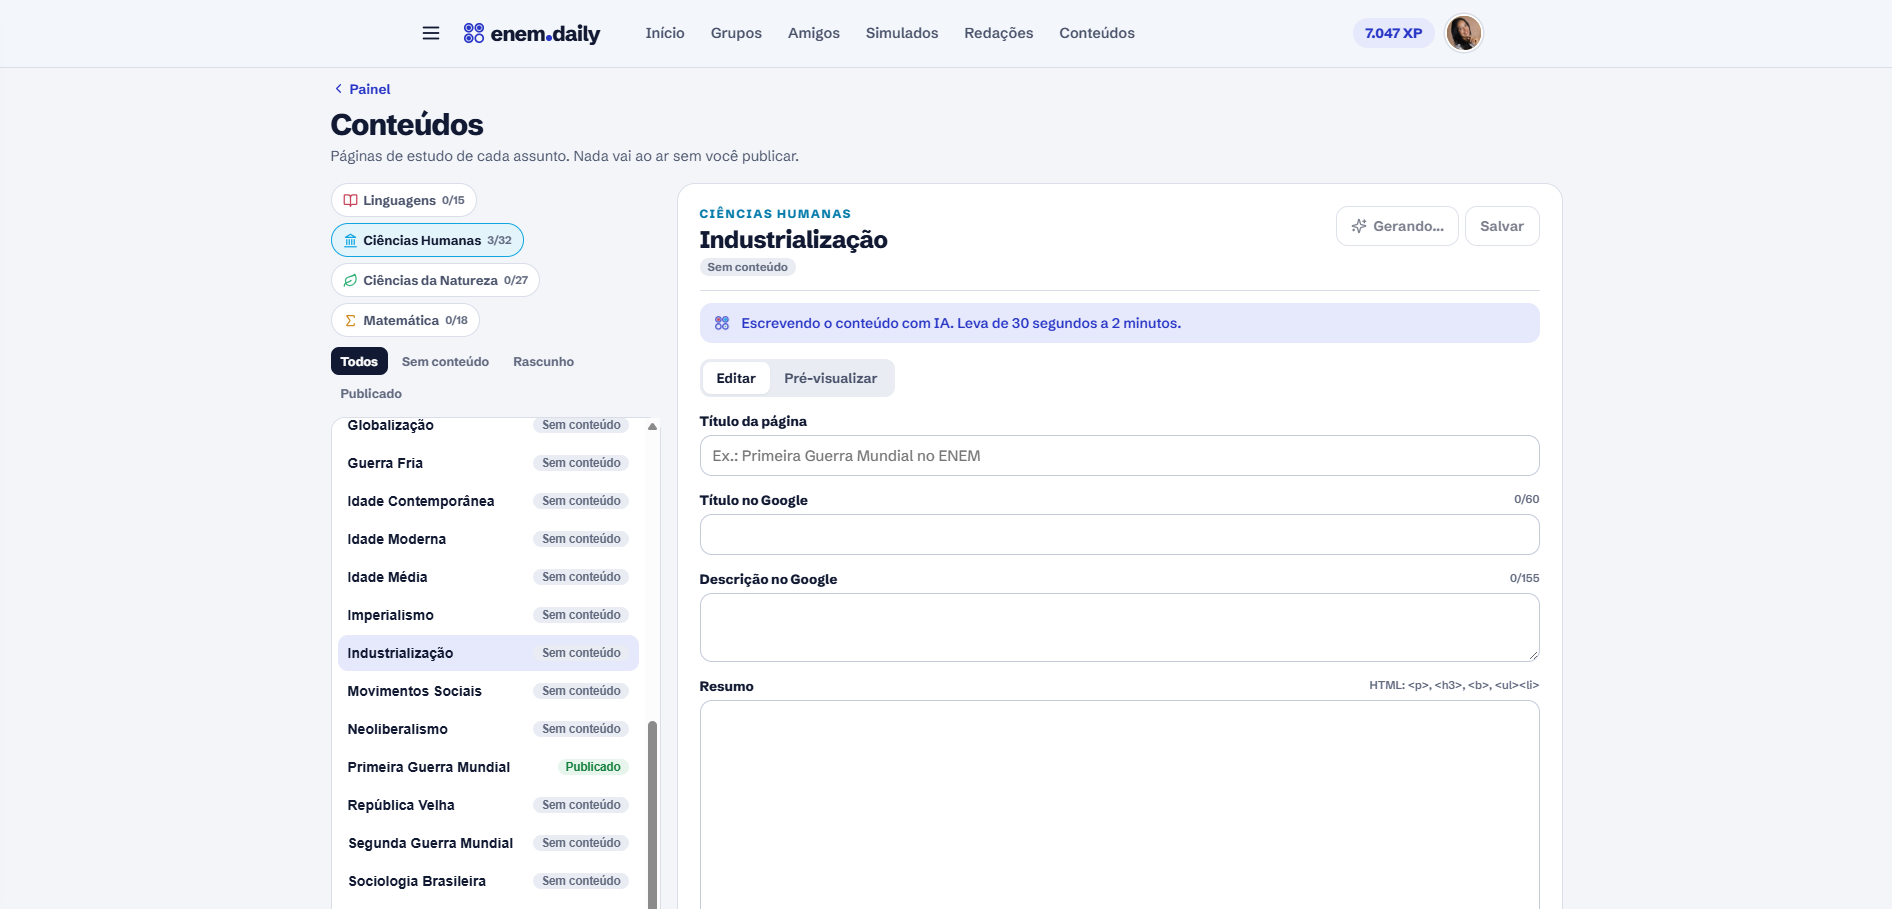 enem.daily
Início
Grupos
Amigos
Simulados
Redações
Conteúdos
7.047 XP
Painel
Conteúdos
Páginas de estudo de cada assunto. Nada vai ao ar sem você publicar.
Linguagens 0/15
Ciências Humanas 3/32
Ciências da Natureza 0/27
Matemática 0/18
Todos
Sem conteúdo
Rascunho
Publicado
Globalização Sem conteúdo
Guerra Fria Sem conteúdo
Idade Contemporânea Sem conteúdo
Idade Moderna Sem conteúdo
Idade Média Sem conteúdo
Imperialismo Sem conteúdo
Industrialização Sem conteúdo
Movimentos Sociais Sem conteúdo
Neoliberalismo Sem conteúdo
Primeira Guerra Mundial Publicado
República Velha Sem conteúdo
Segunda Guerra Mundial Sem conteúdo
Sociologia Brasileira Sem conteúdo
CIÊNCIAS HUMANAS
Industrialização
Sem conteúdo
Gerando...
Salvar
Escrevendo o conteúdo com IA. Leva de 30 segundos a 2 minutos.
Editar
Pré-visualizar
Título da página
Ex.: Primeira Guerra Mundial no ENEM
Título no Google 0/60
Descrição no Google 0/155
Resumo HTML: <p>, <h3>, <b>, <ul><li>